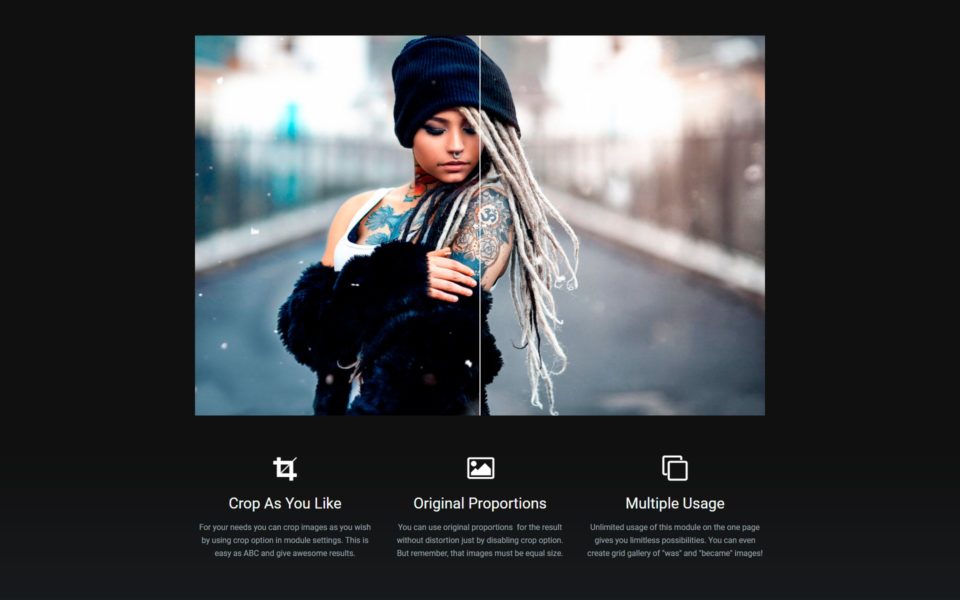 Crop As You Like
For your needs you can crop images as you wish
by using crop option in module settings. This is
easy as ABC and give awesome results.
Original Proportions
You can use original proportions  for the result
without distortion just by disabling crop option.
But remember, that images must be equal size.
Multiple Usage
Unlimited usage of this module on the one page
gives you limitless possibilities. You can even
create grid gallery of "was" and "became" images!